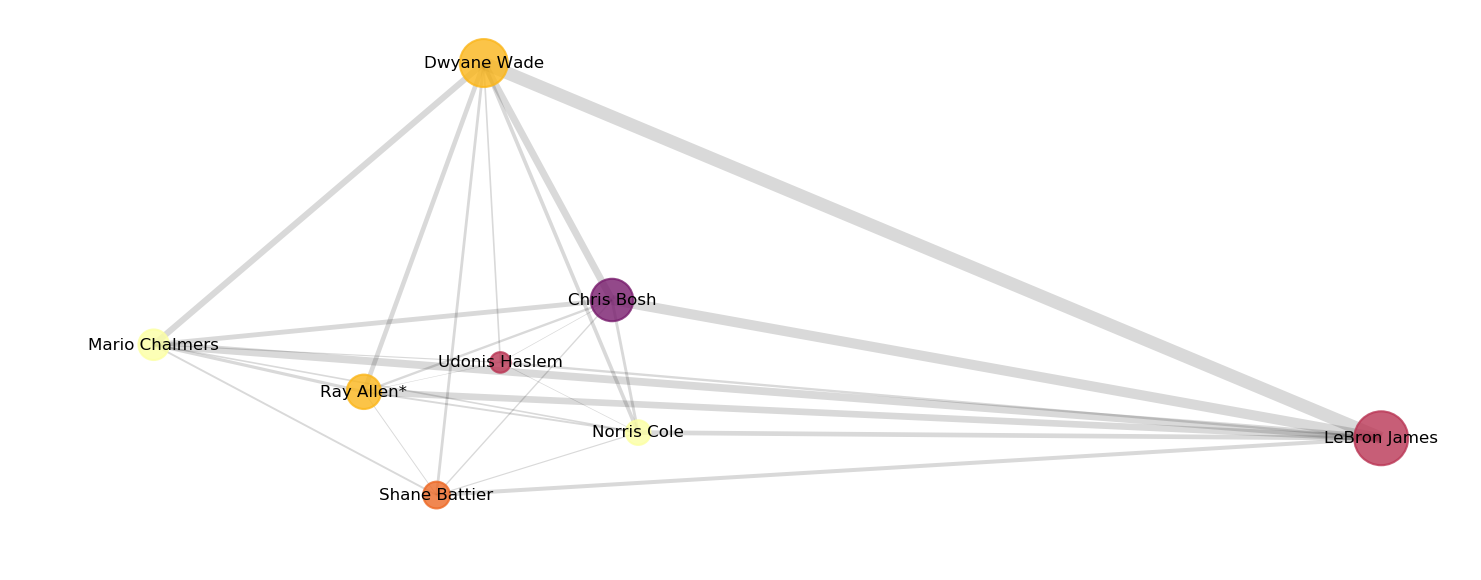 Dwyane Wade
Chris Bosh
Mario Chalmers
Udonis Haslem
Ray Allen*
Norris Cole
LeBron James
Shane Battier